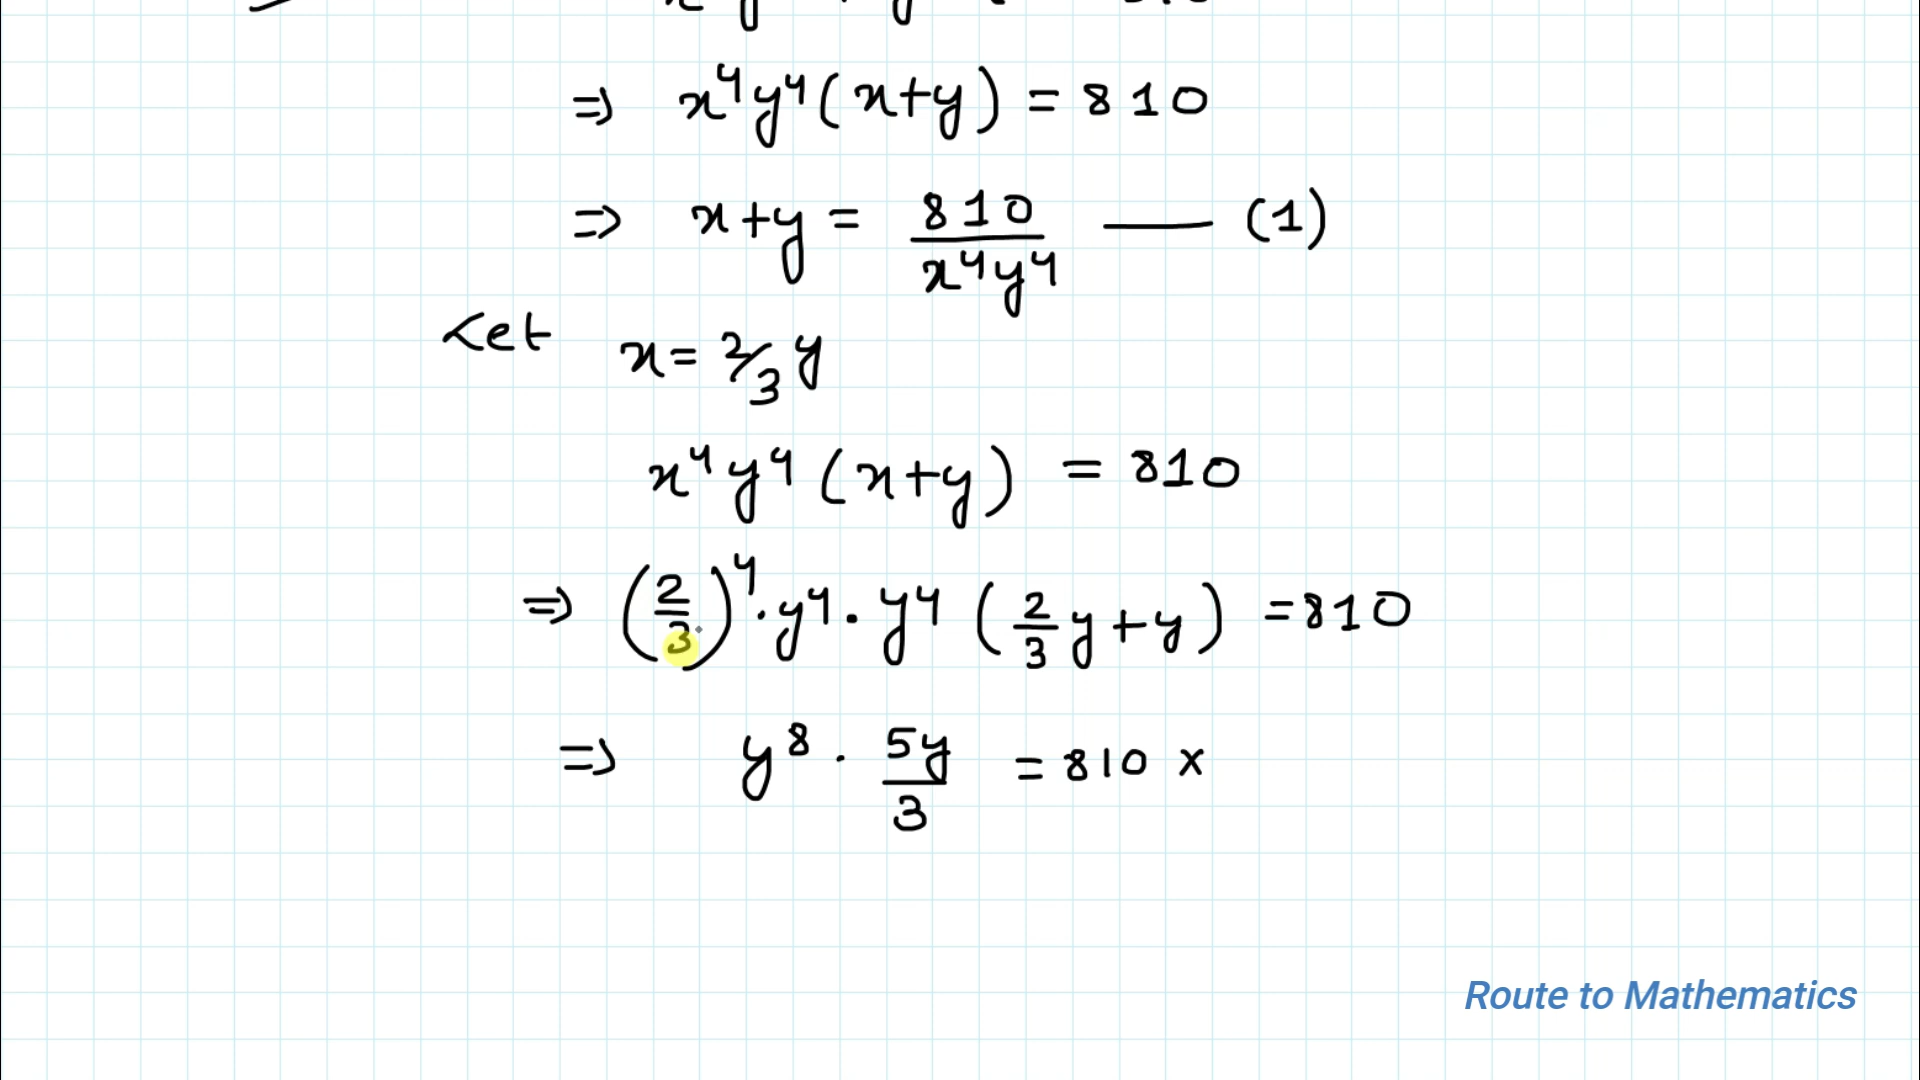 ⇒ x⁴y⁴(x+y) = 810
⇒ x+y = 810/x⁴y⁴ —— (1)
Let x = 2/3 y
x⁴y⁴(x+y) = 810
⇒ (2/3)⁴ · y⁴ · y⁴ (2/3 y + y) = 810
⇒ y⁸ · 5y/3 = 810 ×
Route to Mathematics